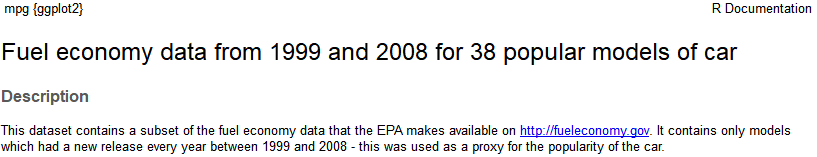 mpg {ggplot2}
R Documentation
Fuel economy data from 1999 and 2008 for 38 popular models of car
Description
This dataset contains a subset of the fuel economy data that the EPA makes available on http://fueleconomy.gov. It contains only models
which had a new release every year between 1999 and 2008 - this was used as a proxy for the popularity of the car.